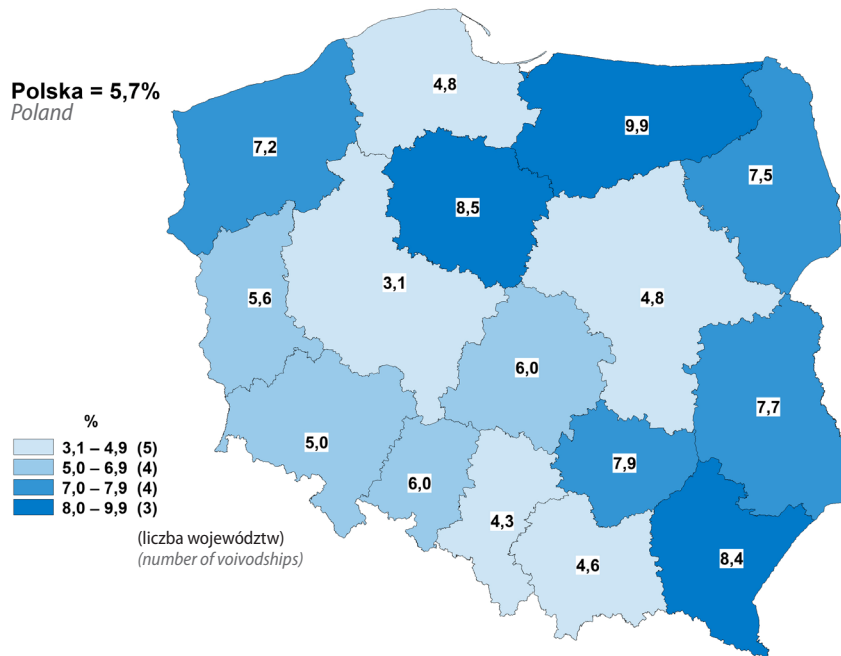 Polska = 5,7%
Poland
4,8
9,9
7,2
7,5
8,5
3,1
5,6
4,8
6,0
7,7
5,0
7,9
6,0
4,3
4,6
8,4
%
3,1 – 4,9 (5)
5,0 – 6,9 (4)
7,0 – 7,9 (4)
8,0 – 9,9 (3)
(liczba województw)
(number of voivodships)